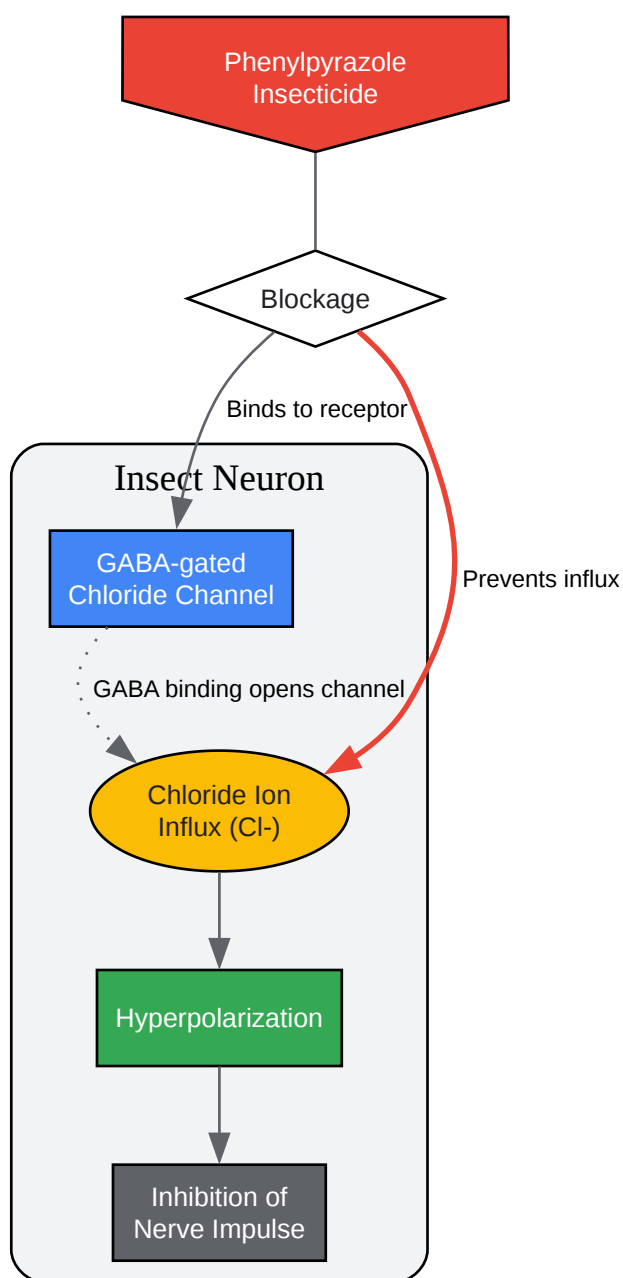 Phenylpyrazole
Insecticide
Blockage
Binds to receptor
Insect Neuron
GABA-gated
Chloride Channel
Prevents influx
GABA binding opens channel
Chloride Ion
Influx (Cl-)
Hyperpolarization
Inhibition of
Nerve Impulse